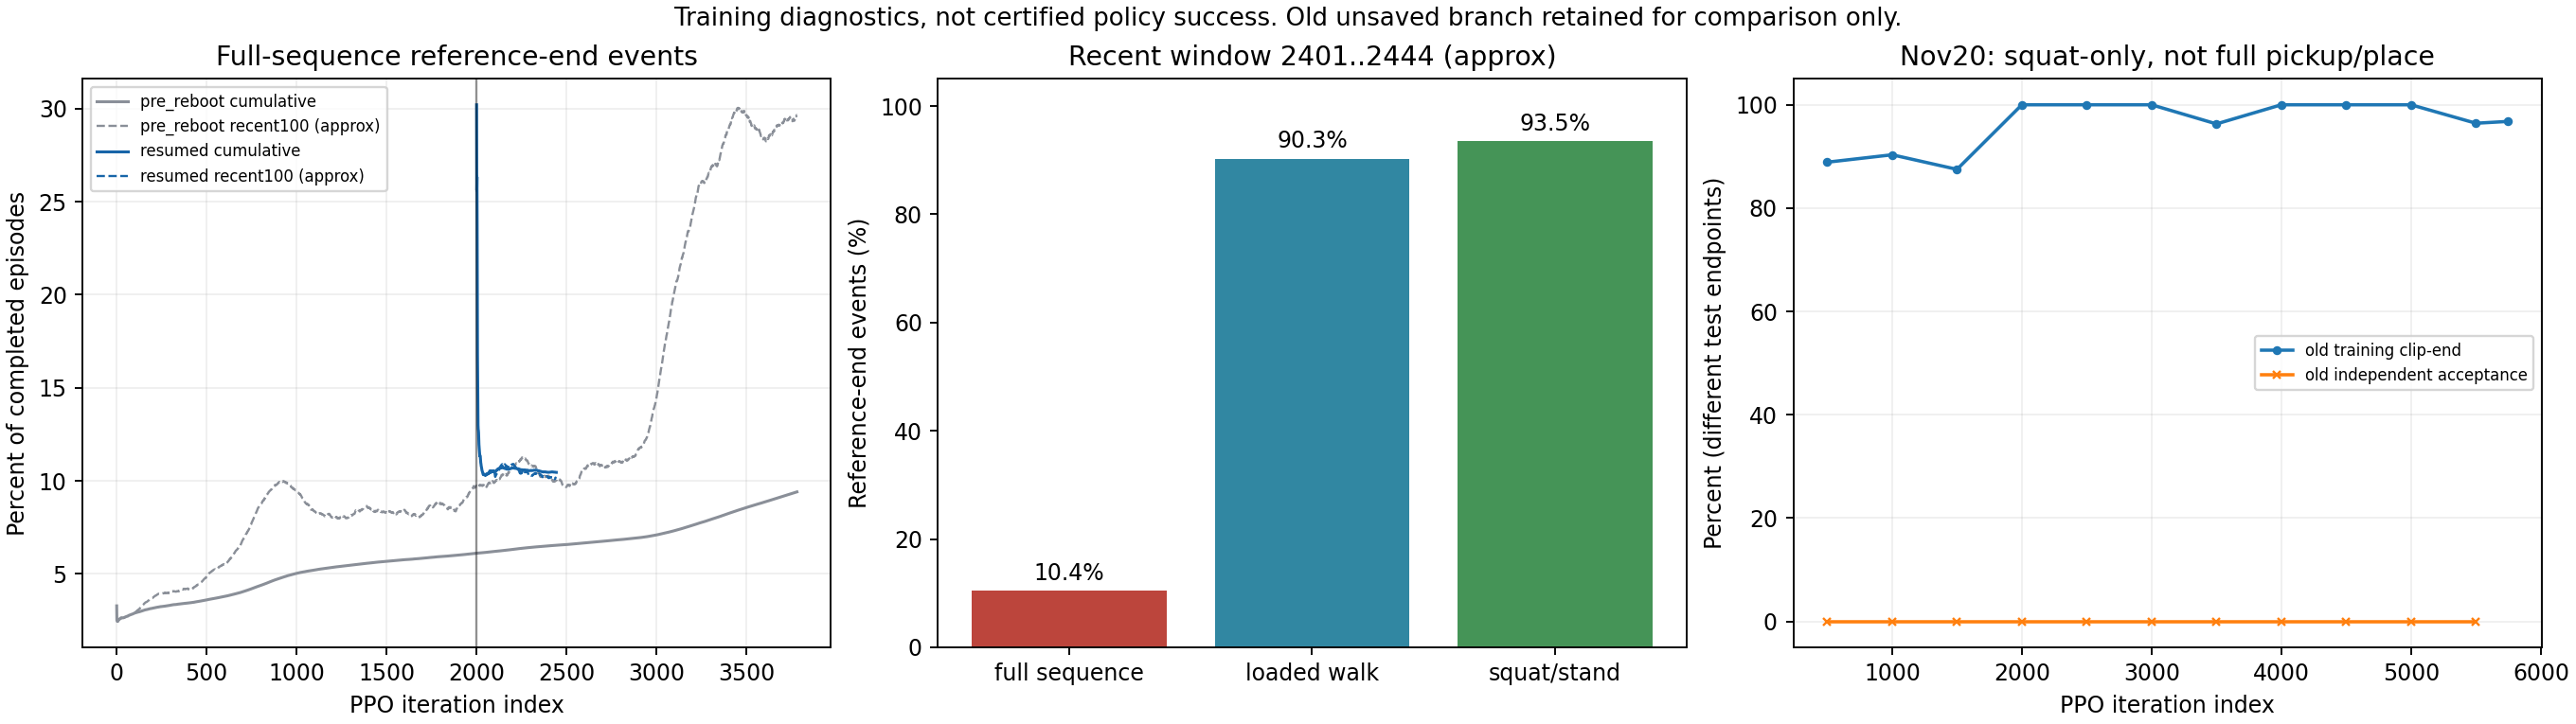 Training diagnostics, not certified policy success. Old unsaved branch retained for comparison only.
Full-sequence reference-end events
Percent of completed episodes
30
25
20
15
10
5
pre_reboot cumulative
pre_reboot recent100 (approx)
resumed cumulative
resumed recent100 (approx)
0 500 1000 1500 2000 2500 3000 3500
PPO iteration index
Recent window 2401..2444 (approx)
Reference-end events (%)
100
80
60
40
20
0
10.4%
90.3%
93.5%
full sequence loaded walk squat/stand
Nov20: squat-only, not full pickup/place
Percent (different test endpoints)
100
80
60
40
20
0
old training clip-end
old independent acceptance
1000 2000 3000 4000 5000 6000
PPO iteration index